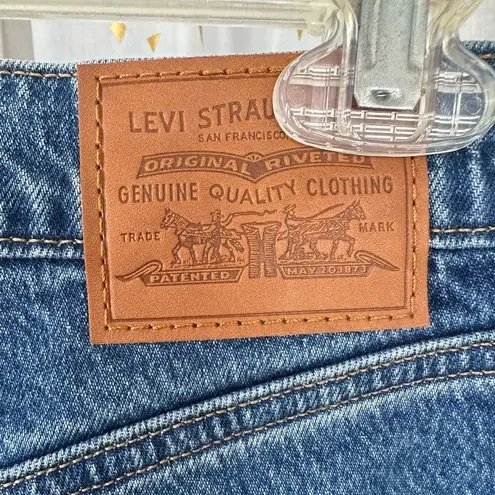 LEVI STRAU
SAN FRANCISCO
ORIGINAL RIVETED
GENUINE QUALITY CLOTHING
TRADE MARK
PATENTED MAY 20 1873